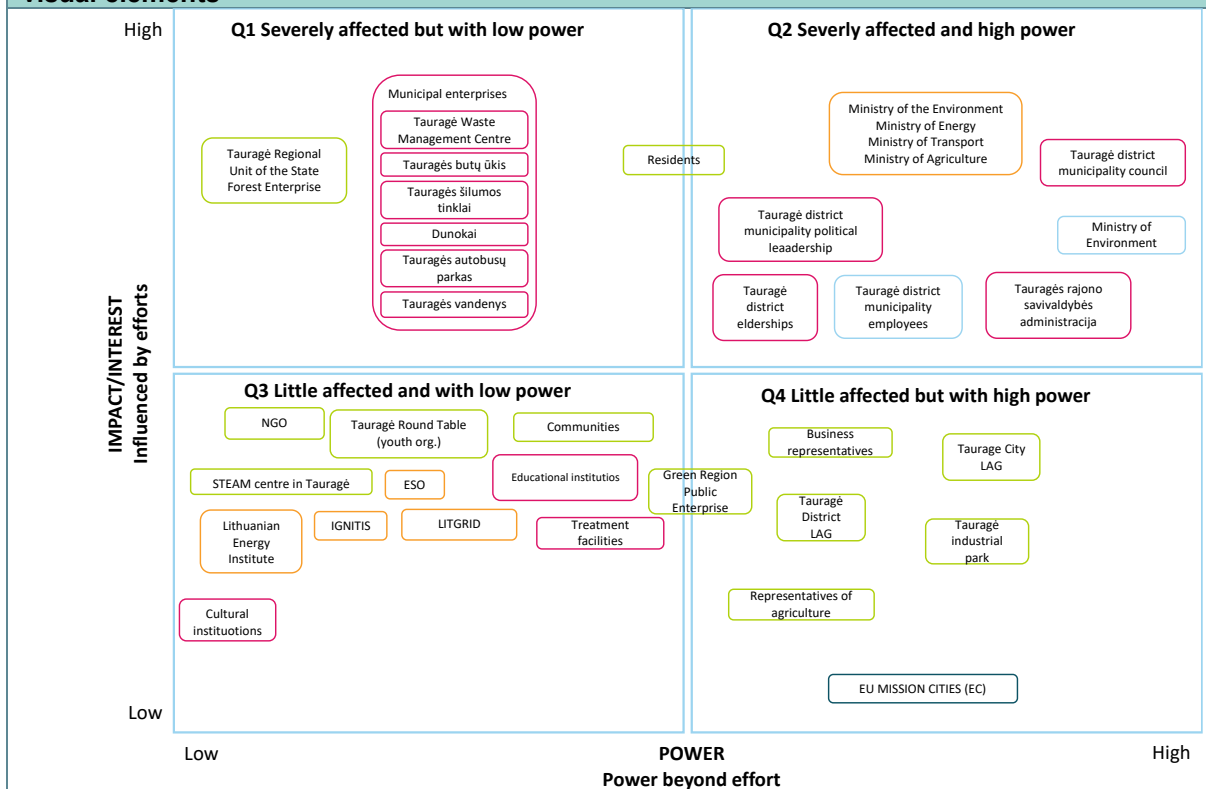 Visual elements
High
Q1 Severely affected but with low power
Q2 Severly affected and high power
Municipal enterprises
Tauragė Waste
Management Centre
Tauragės butų ūkis
Tauragės šilumos
tinklai
Dunokai
Tauragės autobusų
parkas
Tauragės vandenys
Tauragė Regional
Unit of the State
Forest Enterprise
Residents
Ministry of the Environment
Ministry of Energy
Ministry of Transport
Ministry of Agriculture
Tauragė district
municipality council
Tauragė district
municipality political
leaadership
Ministry of
Environment
Tauragė
district
elderships
Tauragė district
municipality
employees
Tauragės rajono
savivaldybės
administracija
IMPACT/INTEREST
Influenced by efforts
Q3 Little affected and with low power
Q4 Little affected but with high power
NGO
Tauragė Round Table
(youth org.)
Communities
STEAM centre in Tauragė
ESO
Educational institutios
Green Region
Public
Enterprise
Lithuanian
Energy
Institute
IGNITIS
LITGRID
Treatment
facilities
Cultural
instituotions
Business
representatives
Taurage City
LAG
Tauragė
District
LAG
Tauragė
industrial
park
Representatives of
agriculture
EU MISSION CITIES (EC)
Low
Low
POWER
High
Power beyond effort